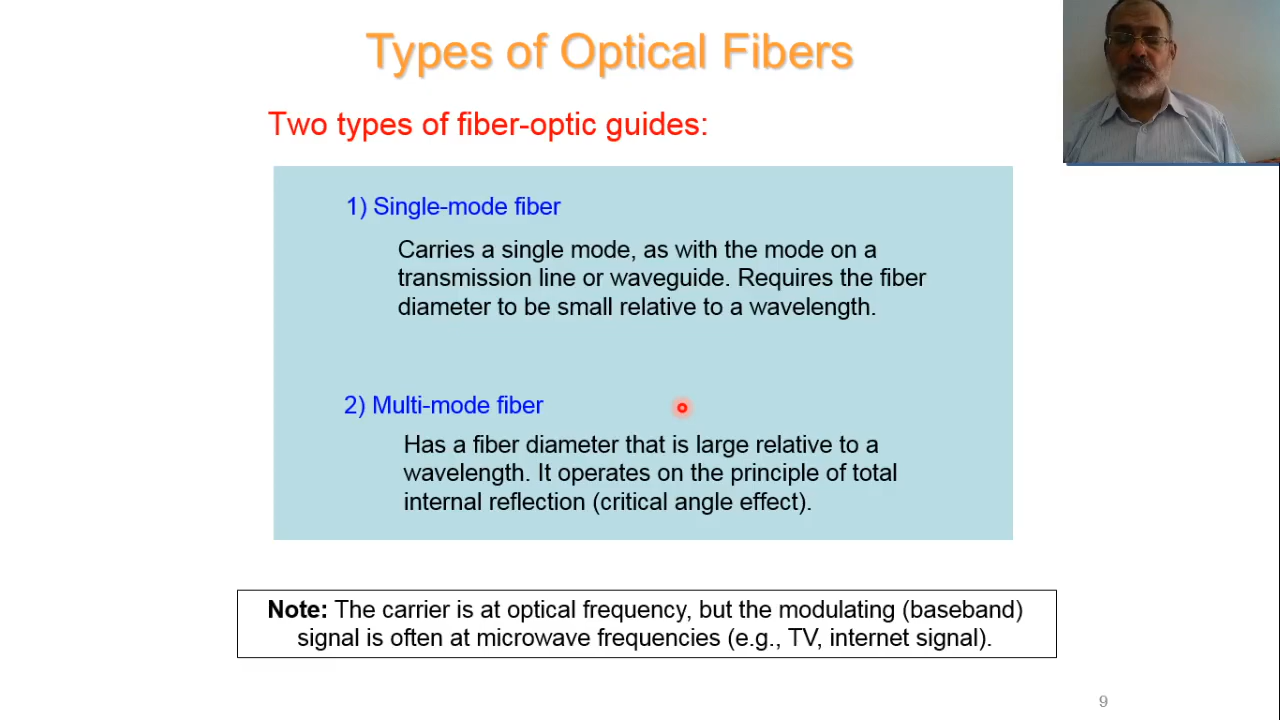 Types of Optical Fibers
Two types of fiber-optic guides:
1) Single-mode fiber
Carries a single mode, as with the mode on a
transmission line or waveguide. Requires the fiber
diameter to be small relative to a wavelength.
2) Multi-mode fiber
Has a fiber diameter that is large relative to a
wavelength. It operates on the principle of total
internal reflection (critical angle effect).
Note: The carrier is at optical frequency, but the modulating (baseband)
signal is often at microwave frequencies (e.g., TV, internet signal).
9